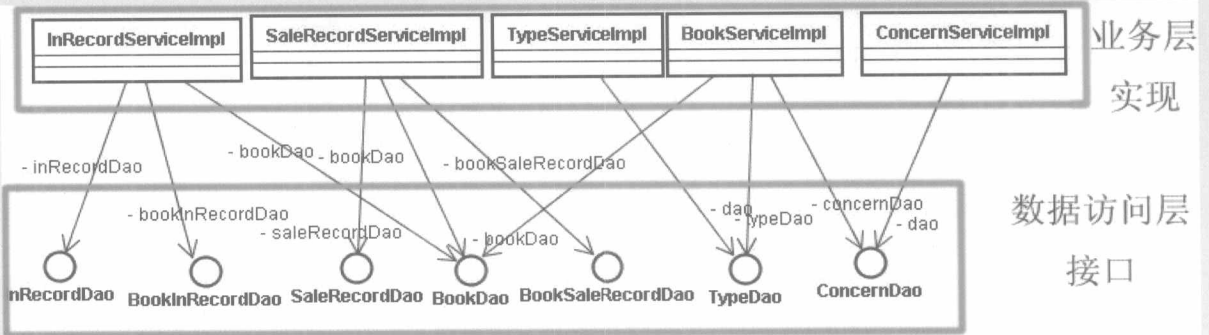 InRecordServiceImpl
SaleRecordServiceImpl
TypeServiceImpl
BookServiceImpl
ConcernServiceImpl
业务层
实现
- inRecordDao
- bookDao
- bookDao
- bookSaleRecordDao
- bookInRecordDao
- saleRecordDao
- bookDao
- dao
- typeDao
- concernDao
- dao
数据访问层
接口
nRecordDao
BookInRecordDao
SaleRecordDao
BookDao
BookSaleRecordDao
TypeDao
ConcernDao